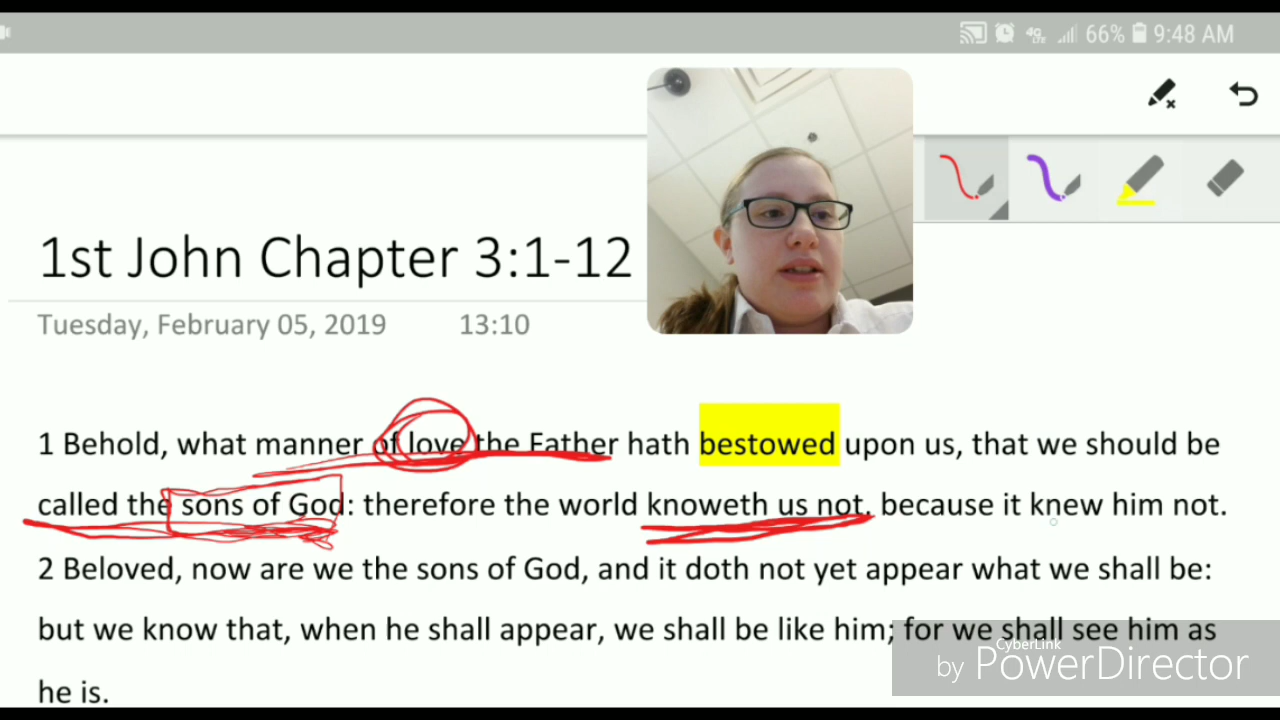 66% 9:48 AM
1st John Chapter 3:1-12
Tuesday, February 05, 2019 13:10
1 Behold, what manner of love the Father hath bestowed upon us, that we should be
called the sons of God: therefore the world knoweth us not, because it knew him not.
2 Beloved, now are we the sons of God, and it doth not yet appear what we shall be:
but we know that, when he shall appear, we shall be like him; for we shall see him as
he is.
CyberLink
by PowerDirector